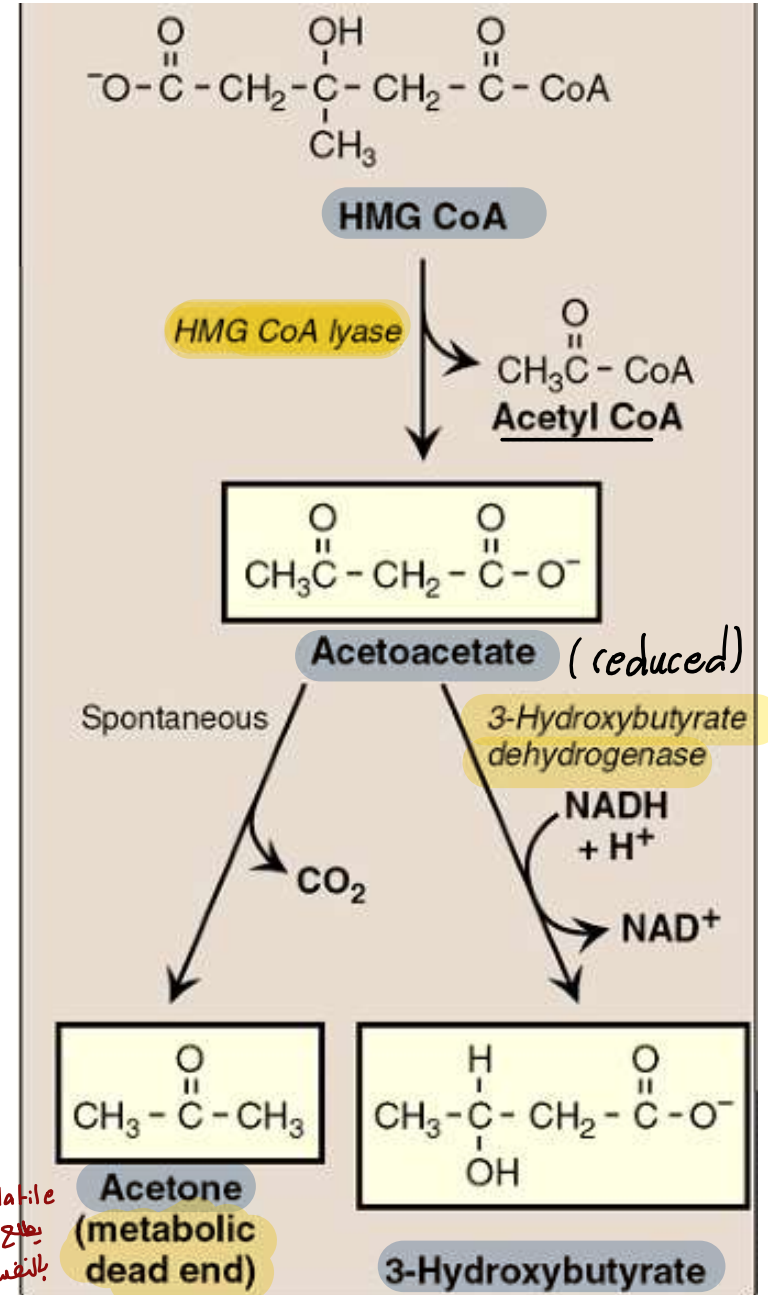 O OH O
⁻O-C-CH₂-C-CH₂-C-CoA
CH₃
HMG CoA
HMG CoA lyase
O
CH₃C-CoA
Acetyl CoA
O O
CH₃C-CH₂-C-O⁻
Acetoacetate (reduced)
Spontaneous
3-Hydroxybutyrate
dehydrogenase
NADH
+ H⁺
CO₂
NAD⁺
O
CH₃-C-CH₃
H O
CH₃-C-CH₂-C-O⁻
OH
Acetone
(metabolic
dead end)
يطلع
3-Hydroxybutyrate